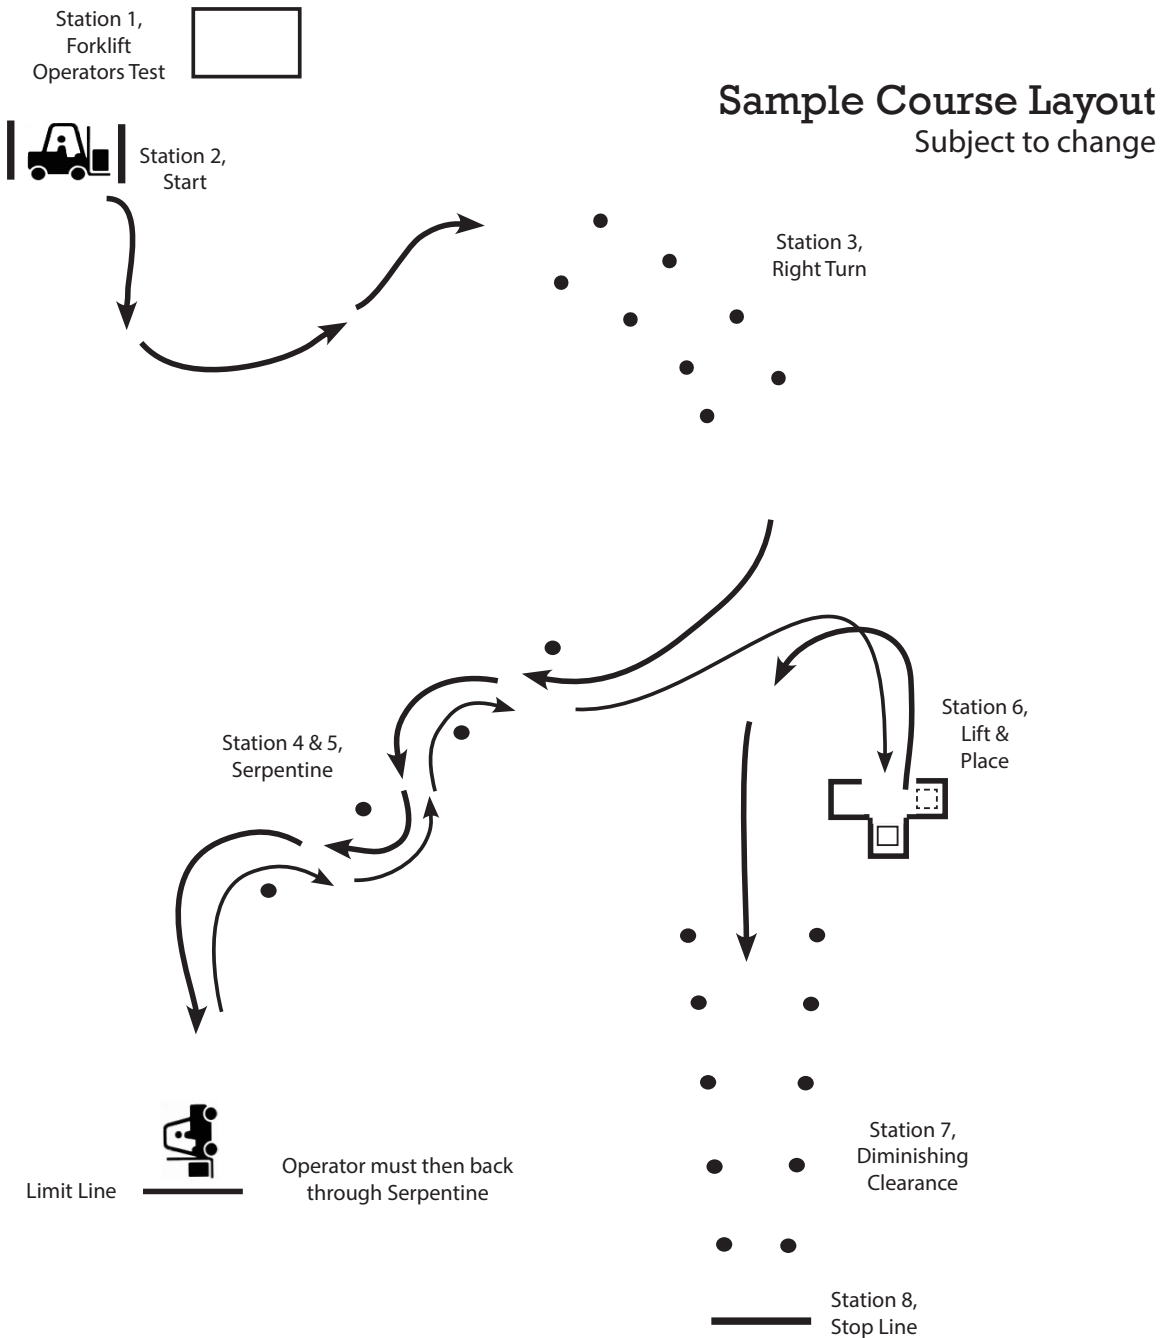 Station 1,
Forklift
Operators Test
Sample Course Layout
Subject to change
Station 2,
Start
Station 3,
Right Turn
Station 6,
Lift &
Place
Station 4 & 5,
Serpentine
Station 7,
Diminishing
Clearance
Operator must then back
through Serpentine
Limit Line
Station 8,
Stop Line